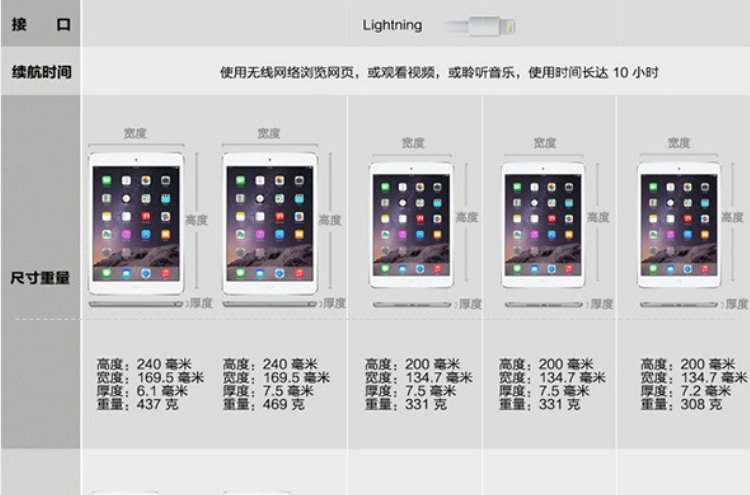 接 口 Lightning
续航时间 使用无线网络浏览网页，或观看视频，或聆听音乐，使用时间长达 10 小时
宽度 宽度 宽度 宽度 宽度
高度 高度 高度 高度 高度
尺寸重量
厚度 厚度 厚度 厚度 厚度
高度：240 毫米 高度：240 毫米 高度：200 毫米 高度：200 毫米 高度：200 毫米
宽度：169.5 毫米 宽度：169.5 毫米 宽度：134.7 毫米 宽度：134.7 毫米 宽度：134.7 毫米
厚度：6.1 毫米 厚度：7.5 毫米 厚度：7.5 毫米 厚度：7.5 毫米 厚度：7.2 毫米
重量：437 克 重量：469 克 重量：331 克 重量：331 克 重量：308 克